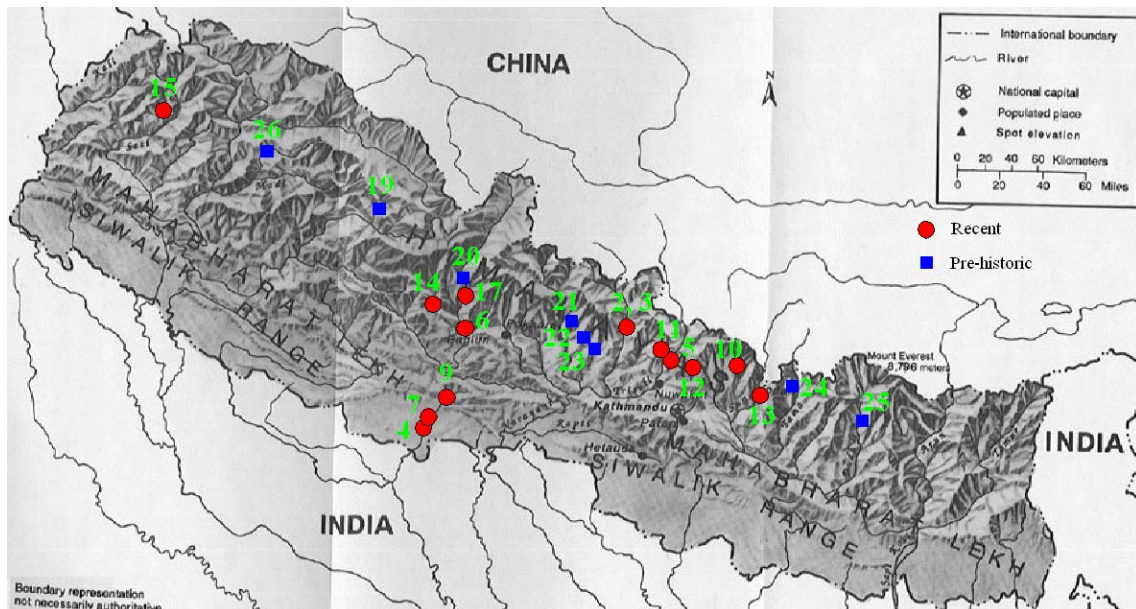 CHINA
N
International boundary
River
National capital
Populated place
Spot elevation
0 20 40 60 Kilometers
0 20 40 60 Miles
Recent
Pre-historic
15
26
19
20
14
17
6
21
22
23
2, 3
11
5
12
10
13
24
25
9
7
4
Mount Everest
8,796 meters
Kathmandu
Patan
Hetauda
Rapti
Seti
MAHABHARAT LEKH
SIWALIK RANGE
MAHABHARAT LEKH
SIWALIK RANGE
INDIA
INDIA
Boundary representation
not necessarily authoritative